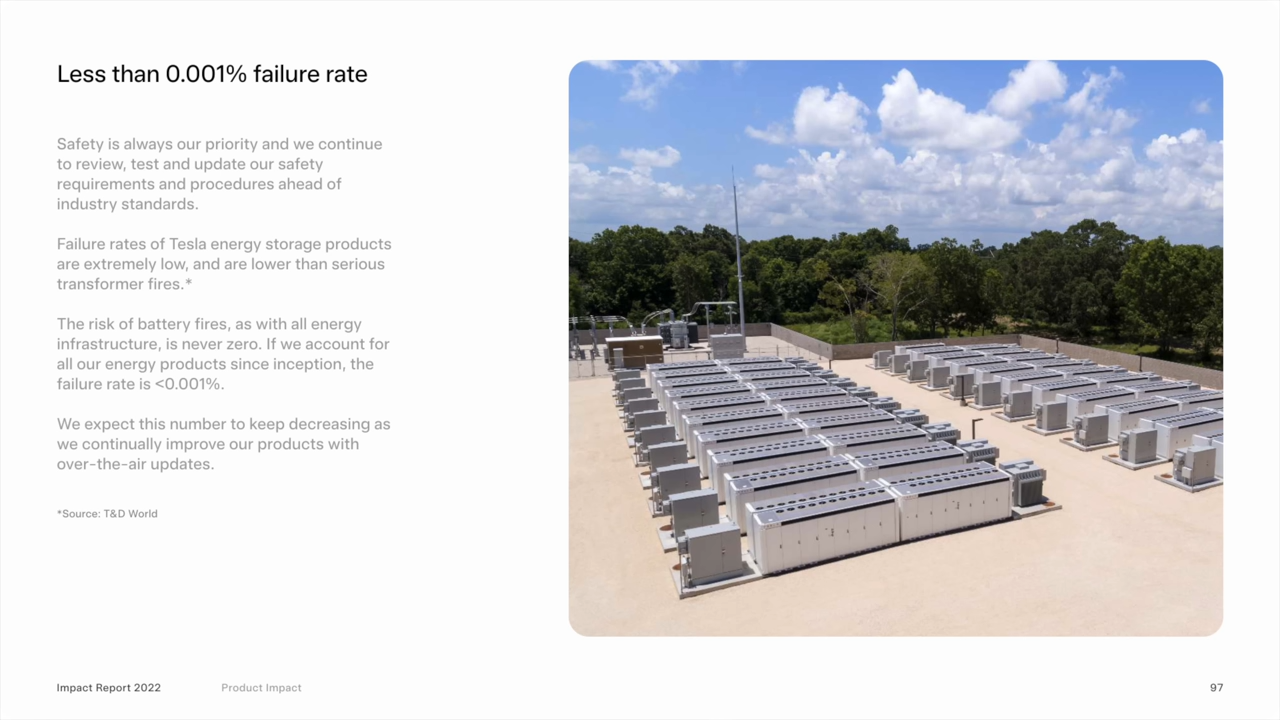 Less than 0.001% failure rate
Safety is always our priority and we continue
to review, test and update our safety
requirements and procedures ahead of
industry standards.
Failure rates of Tesla energy storage products
are extremely low, and are lower than serious
transformer fires.*
The risk of battery fires, as with all energy
infrastructure, is never zero. If we account for
all our energy products since inception, the
failure rate is <0.001%.
We expect this number to keep decreasing as
we continually improve our products with
over-the-air updates.
*Source: T&D World
Impact Report 2022
Product Impact
97